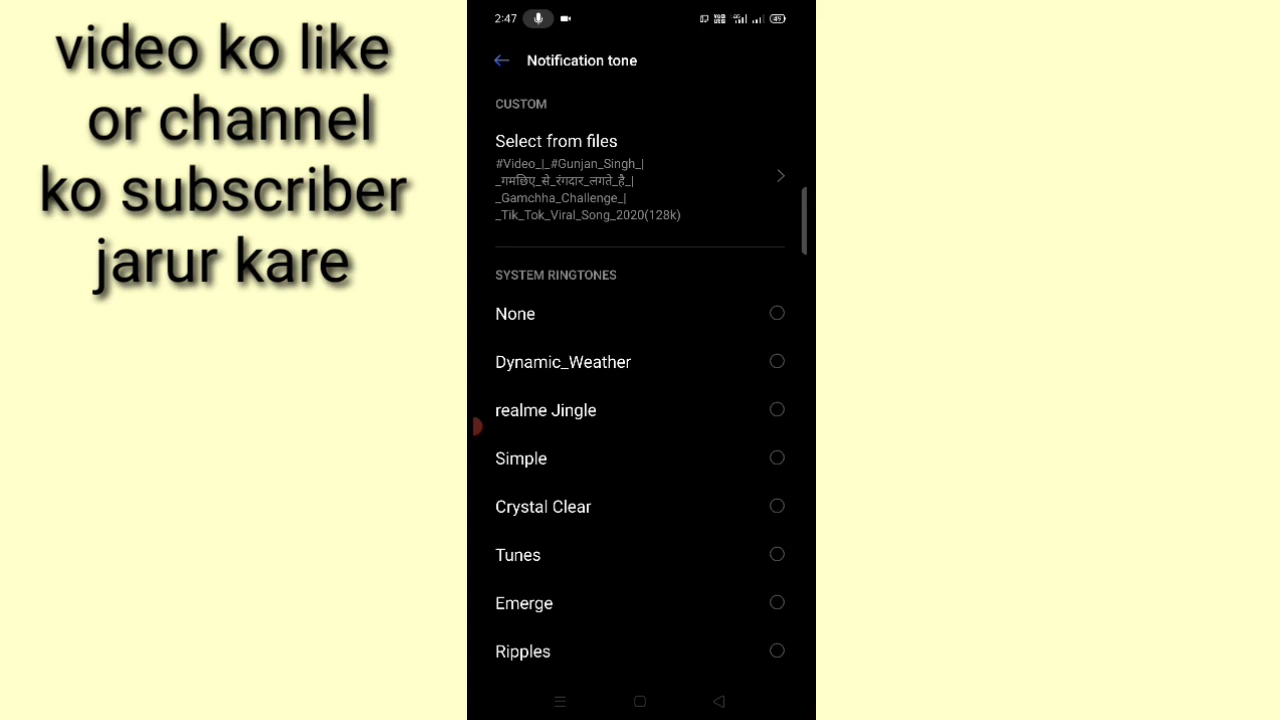 video ko like
or channel
ko subscriber
jarur kare
2:47
49
Notification tone
CUSTOM
Select from files
#Video_|_#Gunjan_Singh_|
_गमछिए_से_रंगदार_लगते_है_|
_Gamchha_Challenge_|
_Tik_Tok_Viral_Song_2020(128k)
SYSTEM RINGTONES
None
Dynamic_Weather
realme Jingle
Simple
Crystal Clear
Tunes
Emerge
Ripples